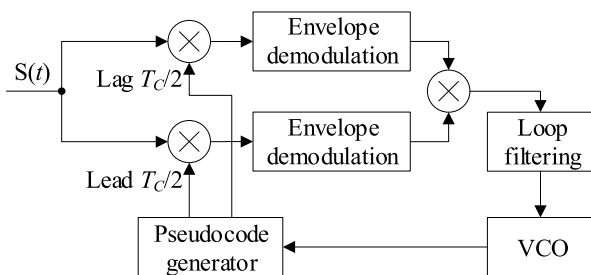 Envelope
demodulation
S(t)
Lag T_C/2
Envelope
demodulation
Loop
filtering
Lead T_C/2
Pseudocode
generator
VCO